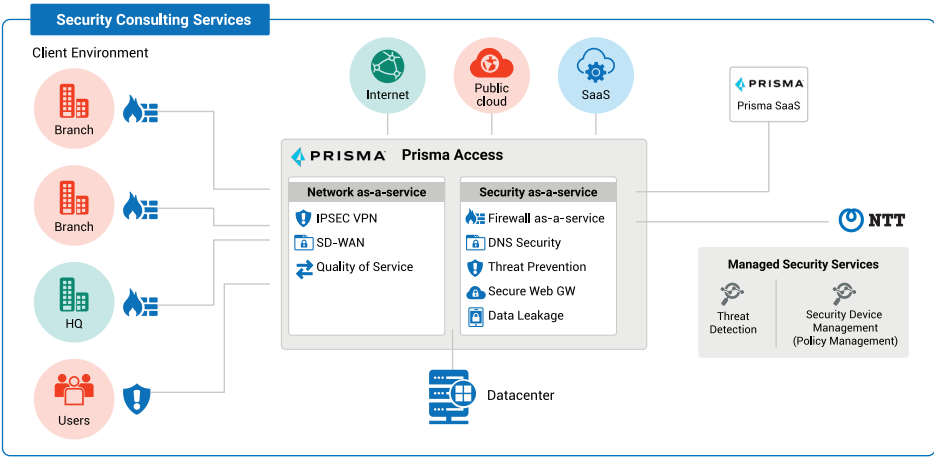 Security Consulting Services
Client Environment
Branch
Branch
HQ
Users
Internet
Public
cloud
SaaS
PRISMA
Prisma SaaS
PRISMA Prisma Access
Network as-a-service
IPSEC VPN
SD-WAN
Quality of Service
Security as-a-service
Firewall as-a-service
DNS Security
Threat Prevention
Secure Web GW
Data Leakage
Datacenter
NTT
Managed Security Services
Threat
Detection
Security Device
Management
(Policy Management)